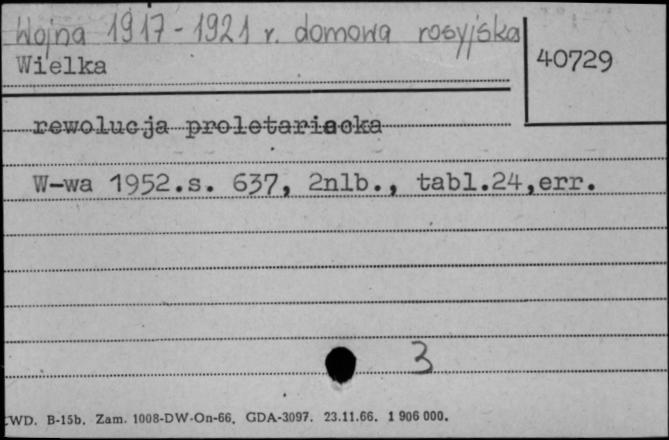 Wojna 1917-1921 r. domowa rosyjska
Wielka
40729
rewolucja proletariacka
W-wa 1952.s. 637, 2nlb., tabl.24,err.
3
WD. B-15b. Zam. 1008-DW-On-66. GDA-3097. 23.11.66. 1 906 000.